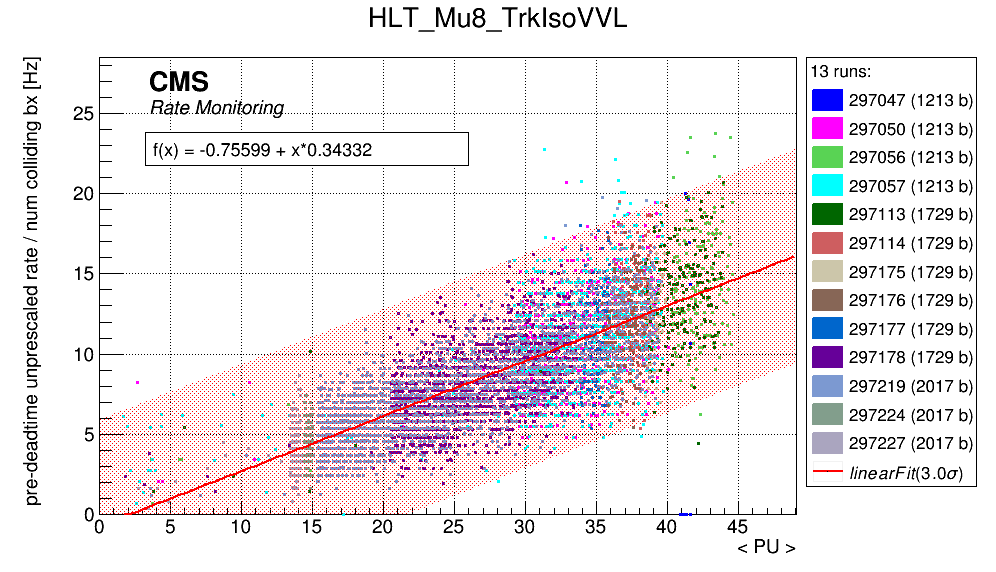 HLT_Mu8_TrkIsoVVL
pre-deadtime unprescaled rate / num colliding bx [Hz]
CMS
Rate Monitoring
f(x) = -0.75599 + x*0.34332
25
20
15
10
5
0
0 5 10 15 20 25 30 35 40 45
< PU >
13 runs:
297047 (1213 b)
297050 (1213 b)
297056 (1213 b)
297057 (1213 b)
297113 (1729 b)
297114 (1729 b)
297175 (1729 b)
297176 (1729 b)
297177 (1729 b)
297178 (1729 b)
297219 (2017 b)
297224 (2017 b)
297227 (2017 b)
linearFit(3.0σ)